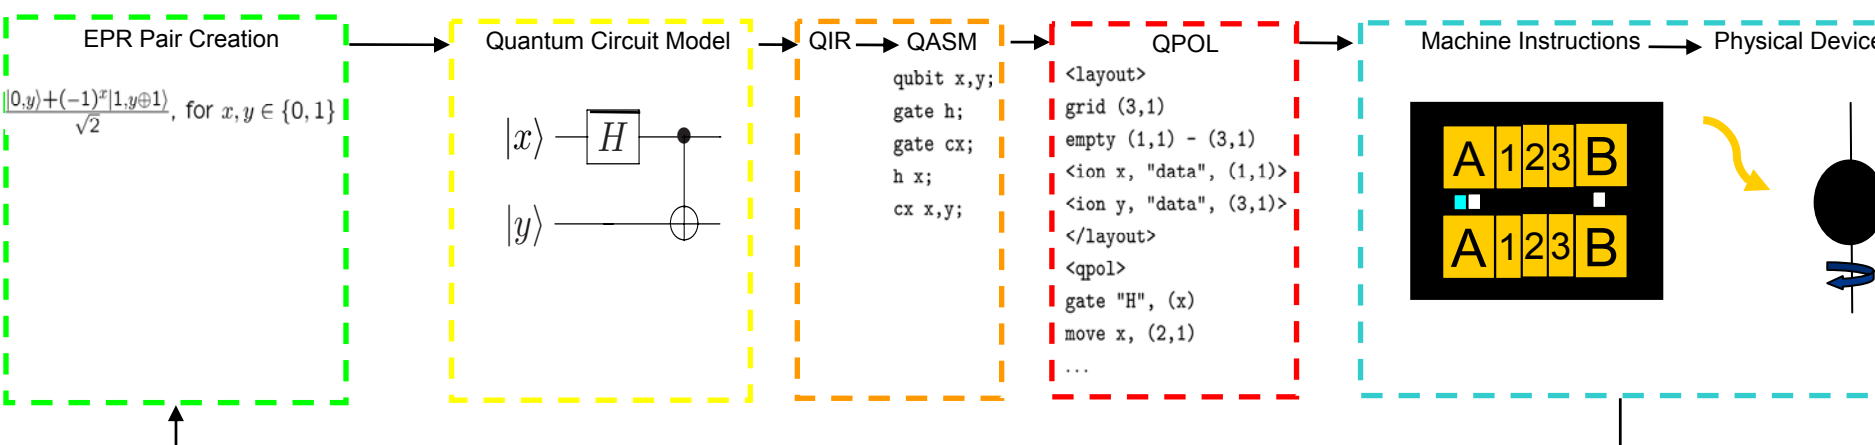 EPR Pair Creation
|0,y⟩+(-1)^x|1,y⊕1⟩ / √2, for x, y ∈ {0, 1}
Quantum Circuit Model
|x⟩ H
|y⟩
QIR QASM
qubit x,y;
gate h;
gate cx;
h x;
cx x,y;
QPOL
<layout>
grid (3,1)
empty (1,1) - (3,1)
<ion x, "data", (1,1)>
<ion y, "data", (3,1)>
</layout>
<qpol>
gate "H", (x)
move x, (2,1)
...
Machine Instructions Physical Device
A 1 2 3 B
A 1 2 3 B